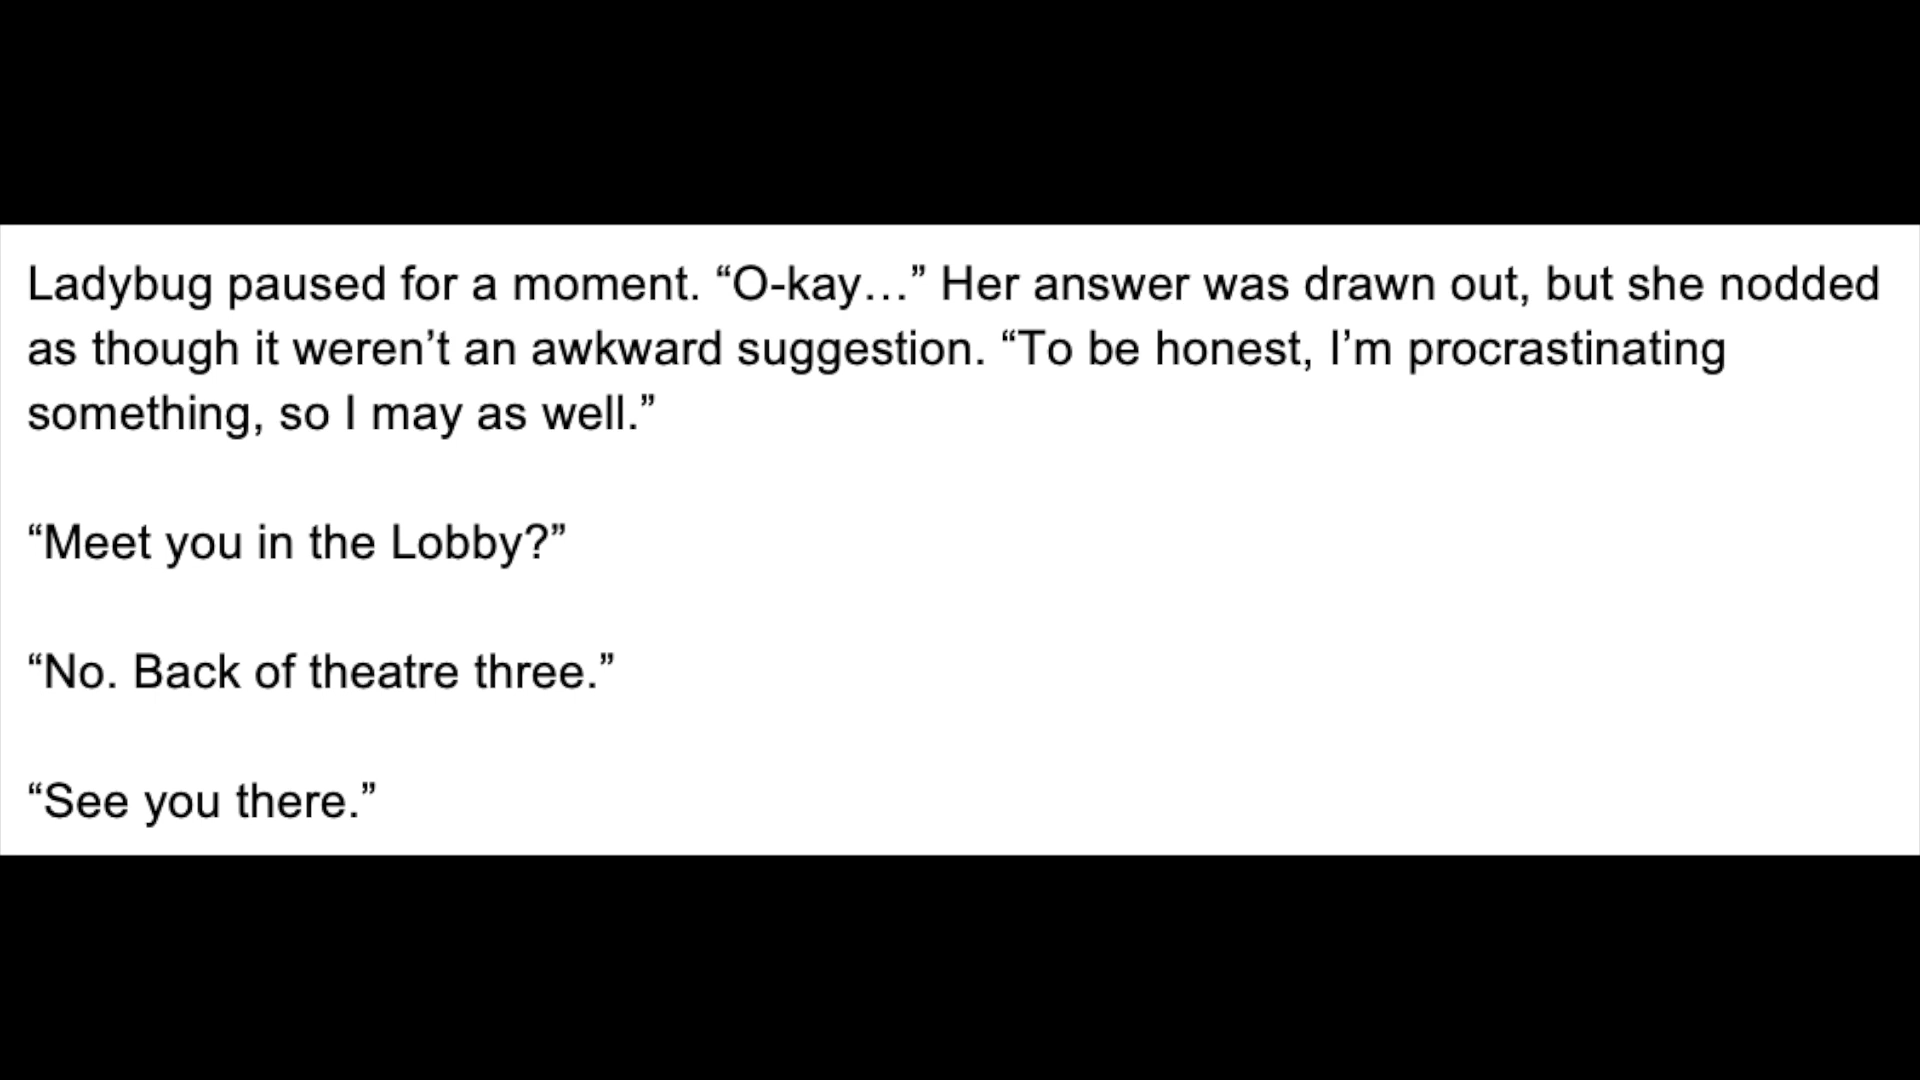 Ladybug paused for a moment. “O-kay…” Her answer was drawn out, but she nodded
as though it weren’t an awkward suggestion. “To be honest, I’m procrastinating
something, so I may as well.”
“Meet you in the Lobby?”
“No. Back of theatre three.”
“See you there.”